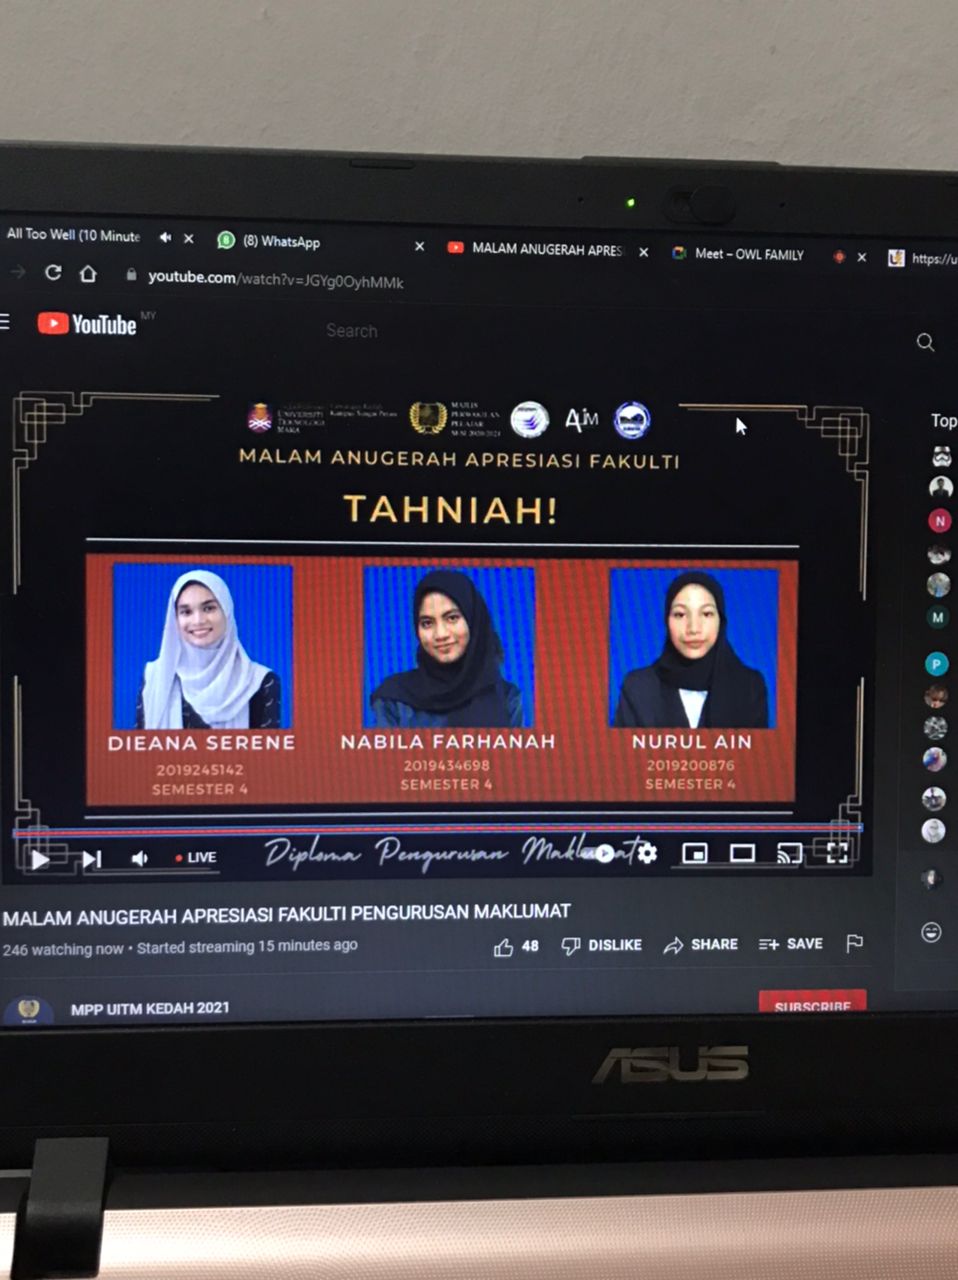 All Too Well (10 Minute
(8) WhatsApp
MALAM ANUGERAH APRES
Meet – OWL FAMILY
https://u
youtube.com/watch?v=JGYg0OyhMMk
YouTube MY
Search
Top
UNIVERSITI
TEKNOLOGI
MARA
MAJLIS
PERWAKILAN
PELAJAR
SESI 2020/2021
MALAM ANUGERAH APRESIASI FAKULTI
TAHNIAH!
DIEANA SERENE
2019245142
SEMESTER 4
NABILA FARHANAH
2019434698
SEMESTER 4
NURUL AIN
2019200876
SEMESTER 4
N
M
P
LIVE
Diploma Pengurusan Maklumat
MALAM ANUGERAH APRESIASI FAKULTI PENGURUSAN MAKLUMAT
246 watching now • Started streaming 15 minutes ago
48 DISLIKE SHARE SAVE
MPP UITM KEDAH 2021
SUBSCRIBE
ASUS